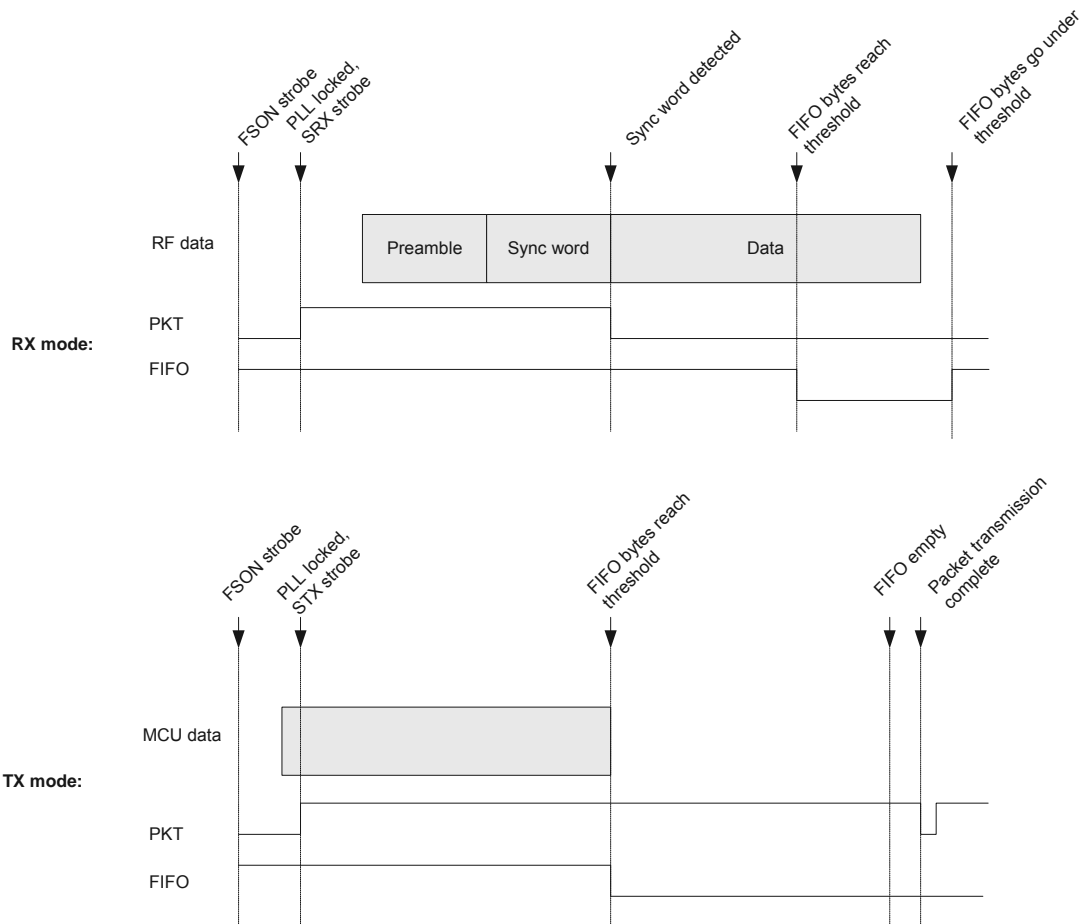 FSON strobe
PLL locked,
SRX strobe
Sync word detected
FIFO bytes reach
threshold
FIFO bytes go under
threshold
RF data
Preamble
Sync word
Data
RX mode:
PKT
FIFO
FSON strobe
PLL locked,
STX strobe
FIFO bytes reach
threshold
FIFO empty
Packet transmission
complete
MCU data
TX mode:
PKT
FIFO